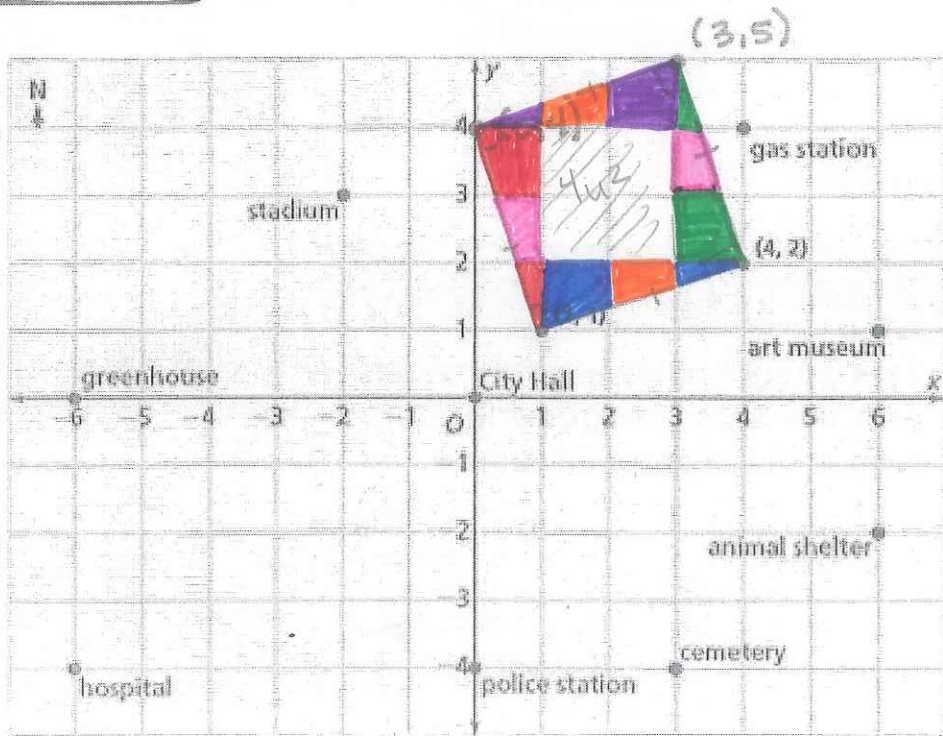 (3,5)
N
y
4
gas station
3
stadium
4u²
2
(4, 2)
1
art museum
greenhouse
City Hall
x
-6 -5 -4 -3 -2 -1 O 1 2 3 4 5 6
-1
-2
animal shelter
-3
-4
cemetery
hospital
police station